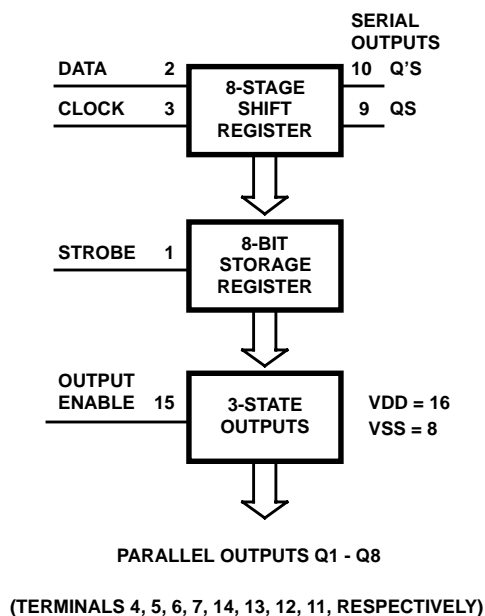 SERIAL
OUTPUTS
DATA 2
10 Q'S
CLOCK 3
9 QS
8-STAGE
SHIFT
REGISTER
STROBE 1
8-BIT
STORAGE
REGISTER
OUTPUT
ENABLE 15
3-STATE
OUTPUTS
VDD = 16
VSS = 8
PARALLEL OUTPUTS Q1 - Q8
(TERMINALS 4, 5, 6, 7, 14, 13, 12, 11, RESPECTIVELY)